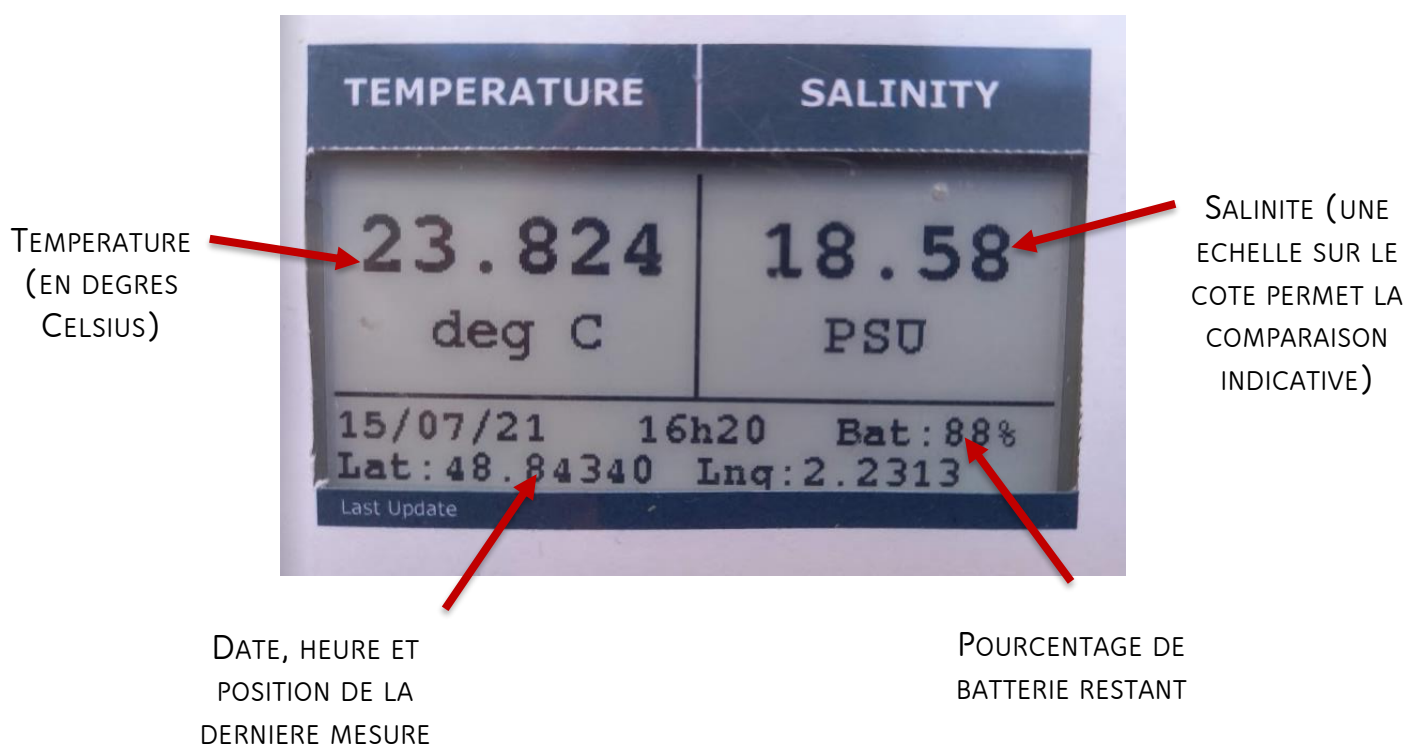 TEMPERATURE SALINITY
23.824 18.58
deg C PSU
15/07/21 16h20 Bat:88%
Lat:48.84340 Lng:2.2313
Last Update
TEMPERATURE
(EN DEGRES
CELSIUS)
SALINITE (UNE
ECHELLE SUR LE
COTE PERMET LA
COMPARAISON
INDICATIVE)
DATE, HEURE ET
POSITION DE LA
DERNIERE MESURE
POURCENTAGE DE
BATTERIE RESTANT